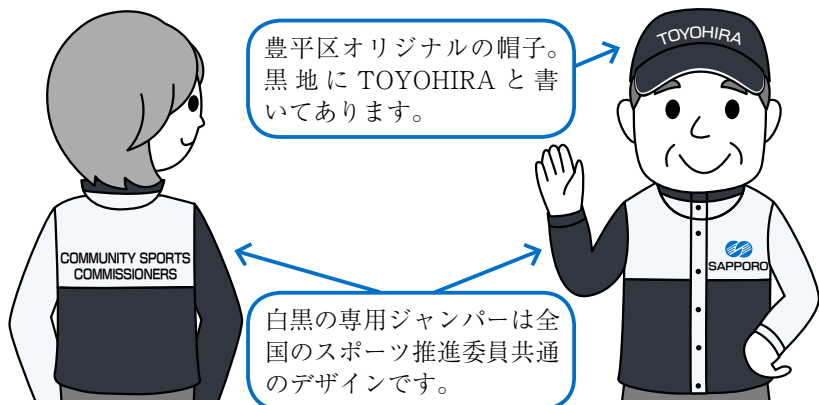 豊平区オリジナルの帽子。
黒地にTOYOHIRAと書
いてあります。
TOYOHIRA
COMMUNITY SPORTS
COMMISSIONERS
SAPPORO
白黒の専用ジャンパーは全
国のスポーツ推進委員共通
のデザインです。